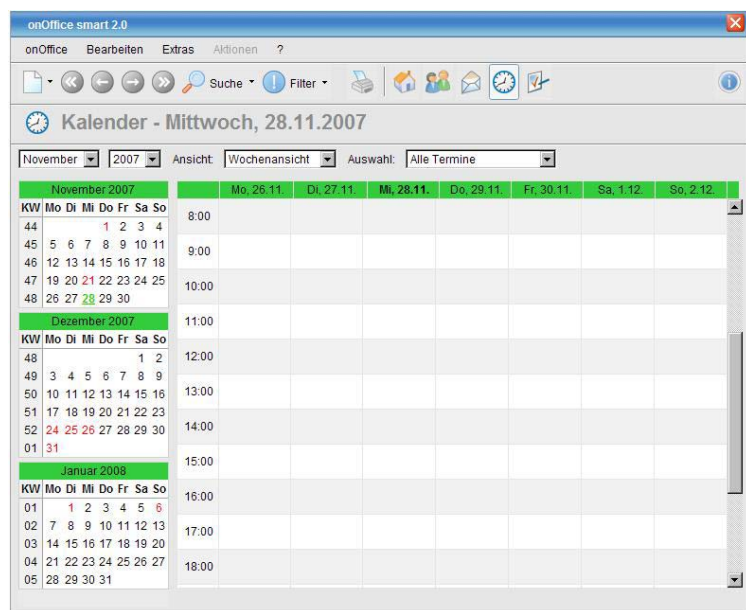 onOffice smart 2.0
onOffice Bearbeiten Extras Aktionen ?
Suche Filter
Kalender - Mittwoch, 28.11.2007
November 2007 Ansicht: Wochenansicht Auswahl: Alle Termine
November 2007
KW Mo Di Mi Do Fr Sa So
44 1 2 3 4
45 5 6 7 8 9 10 11
46 12 13 14 15 16 17 18
47 19 20 21 22 23 24 25
48 26 27 28 29 30
Dezember 2007
KW Mo Di Mi Do Fr Sa So
48 1 2
49 3 4 5 6 7 8 9
50 10 11 12 13 14 15 16
51 17 18 19 20 21 22 23
52 24 25 26 27 28 29 30
01 31
Januar 2008
KW Mo Di Mi Do Fr Sa So
01 1 2 3 4 5 6
02 7 8 9 10 11 12 13
03 14 15 16 17 18 19 20
04 21 22 23 24 25 26 27
05 28 29 30 31
Mo, 26.11. Di, 27.11. Mi, 28.11. Do, 29.11. Fr, 30.11. Sa, 1.12. So, 2.12.
8:00
9:00
10:00
11:00
12:00
13:00
14:00
15:00
16:00
17:00
18:00